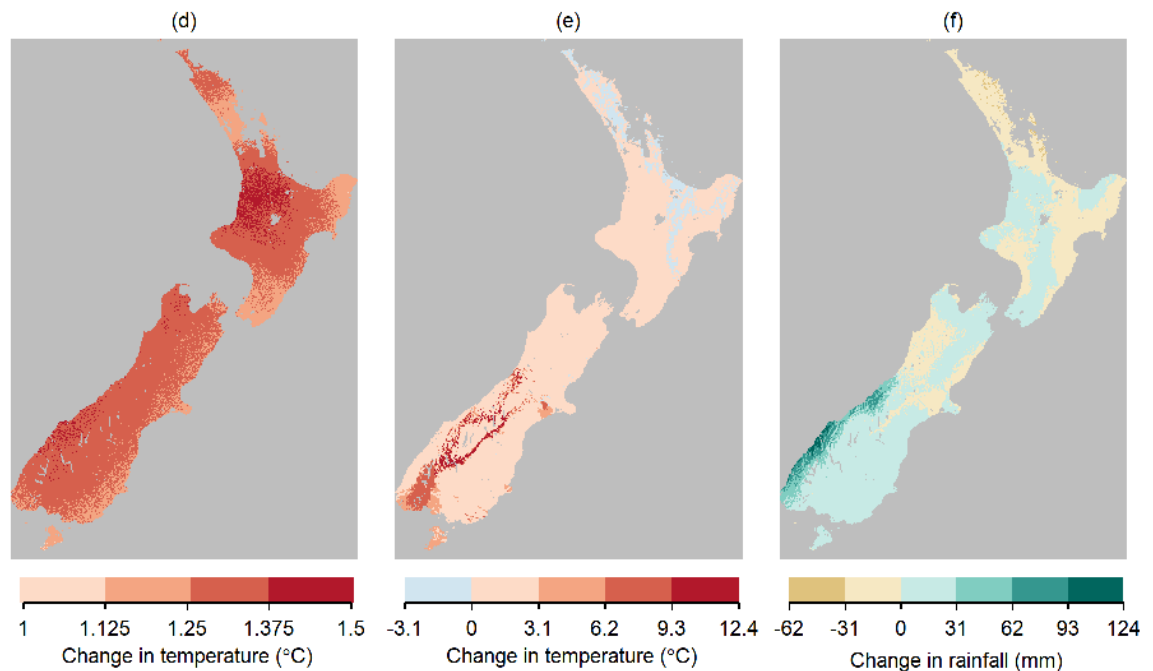 (d) (e) (f)
1 1.125 1.25 1.375 1.5 -3.1 0 3.1 6.2 9.3 12.4 -62 -31 0 31 62 93 124
Change in temperature (°C) Change in temperature (°C) Change in rainfall (mm)